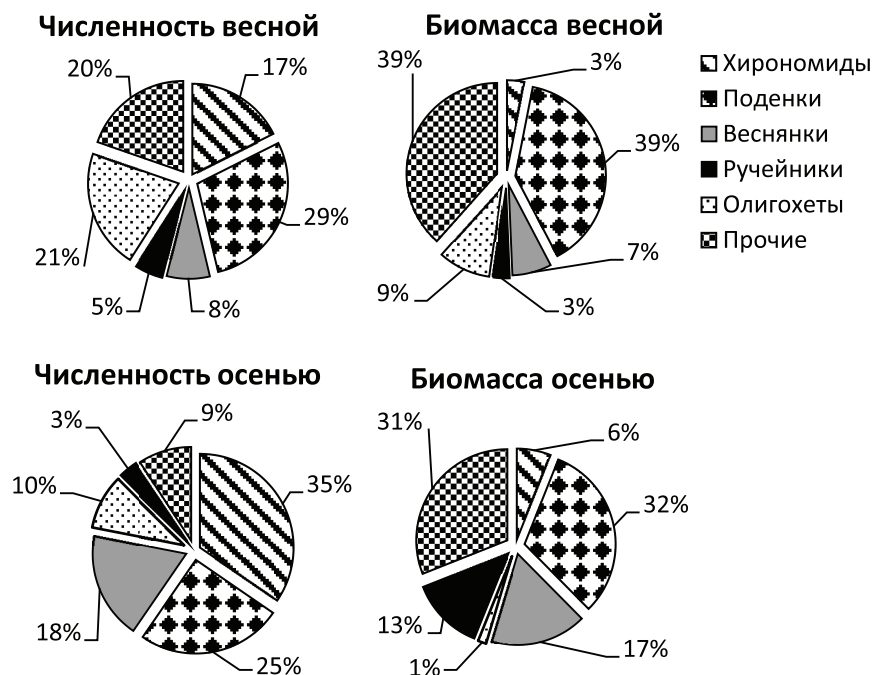 Численность весной
20%
17%
29%
21%
5%
8%
Биомасса весной
39%
3%
39%
7%
9%
3%
Хирономиды
Поденки
Веснянки
Ручейники
Олигохеты
Прочие
Численность осенью
3%
9%
10%
35%
18%
25%
Биомасса осенью
31%
6%
32%
13%
1%
17%